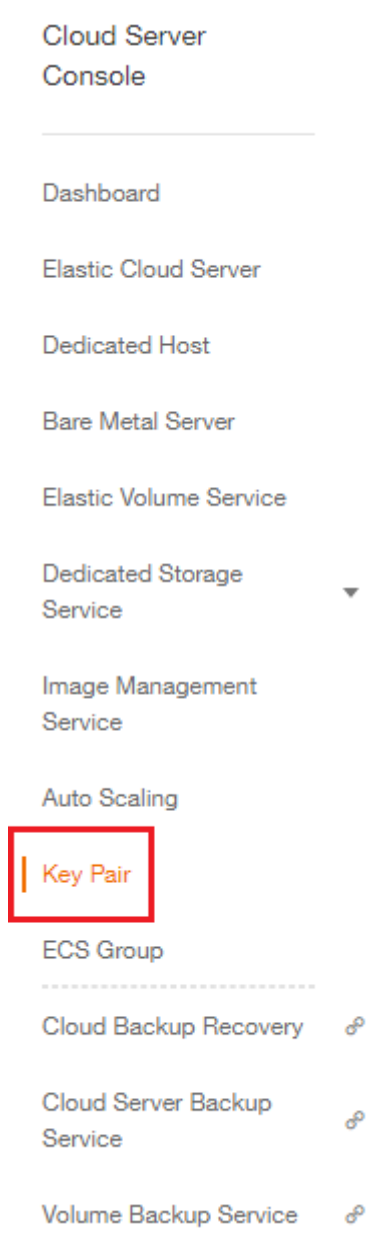 Cloud Server
Console
Dashboard
Elastic Cloud Server
Dedicated Host
Bare Metal Server
Elastic Volume Service
Dedicated Storage
Service
Image Management
Service
Auto Scaling
Key Pair
ECS Group
Cloud Backup Recovery
Cloud Server Backup
Service
Volume Backup Service